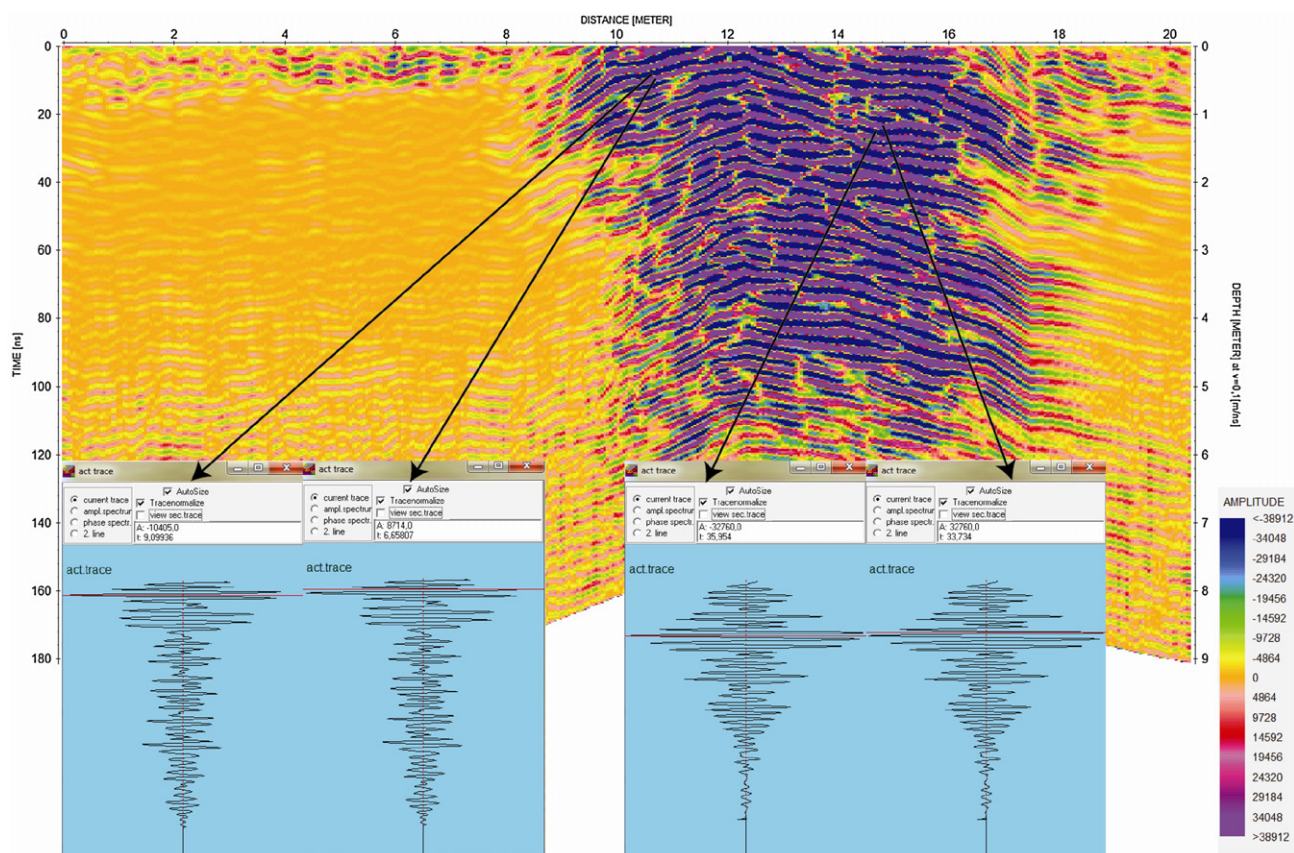 DISTANCE [METER]
0 2 4 6 8 10 12 14 16 18 20
TIME [ns]
0
20
40
60
80
100
120
140
160
180
DEPTH [METER] at v=0,1[m/ns]
0
1
2
3
4
5
6
7
8
9
act trace
AutoSize
current trace
Tracenormalize
ampl.spectrum
view sec.trace
phase spectr.
A: -10405,0
2. line
t: 9,09936
act.trace
act trace
AutoSize
current trace
Tracenormalize
ampl.spectrum
view sec.trace
phase spectr.
A: 8714,0
2. line
t: 6,65807
act.trace
act trace
AutoSize
current trace
Tracenormalize
ampl.spectrum
view sec.trace
phase spectr.
A: -32760,0
2. line
t: 35,954
act.trace
act trace
AutoSize
current trace
Tracenormalize
ampl.spectrum
view sec.trace
phase spectr.
A: 32760,0
2. line
t: 33,734
act.trace
AMPLITUDE
<-38912
-34048
-29184
-24320
-19456
-14592
-9728
-4864
0
4864
9728
14592
19456
24320
29184
34048
>38912